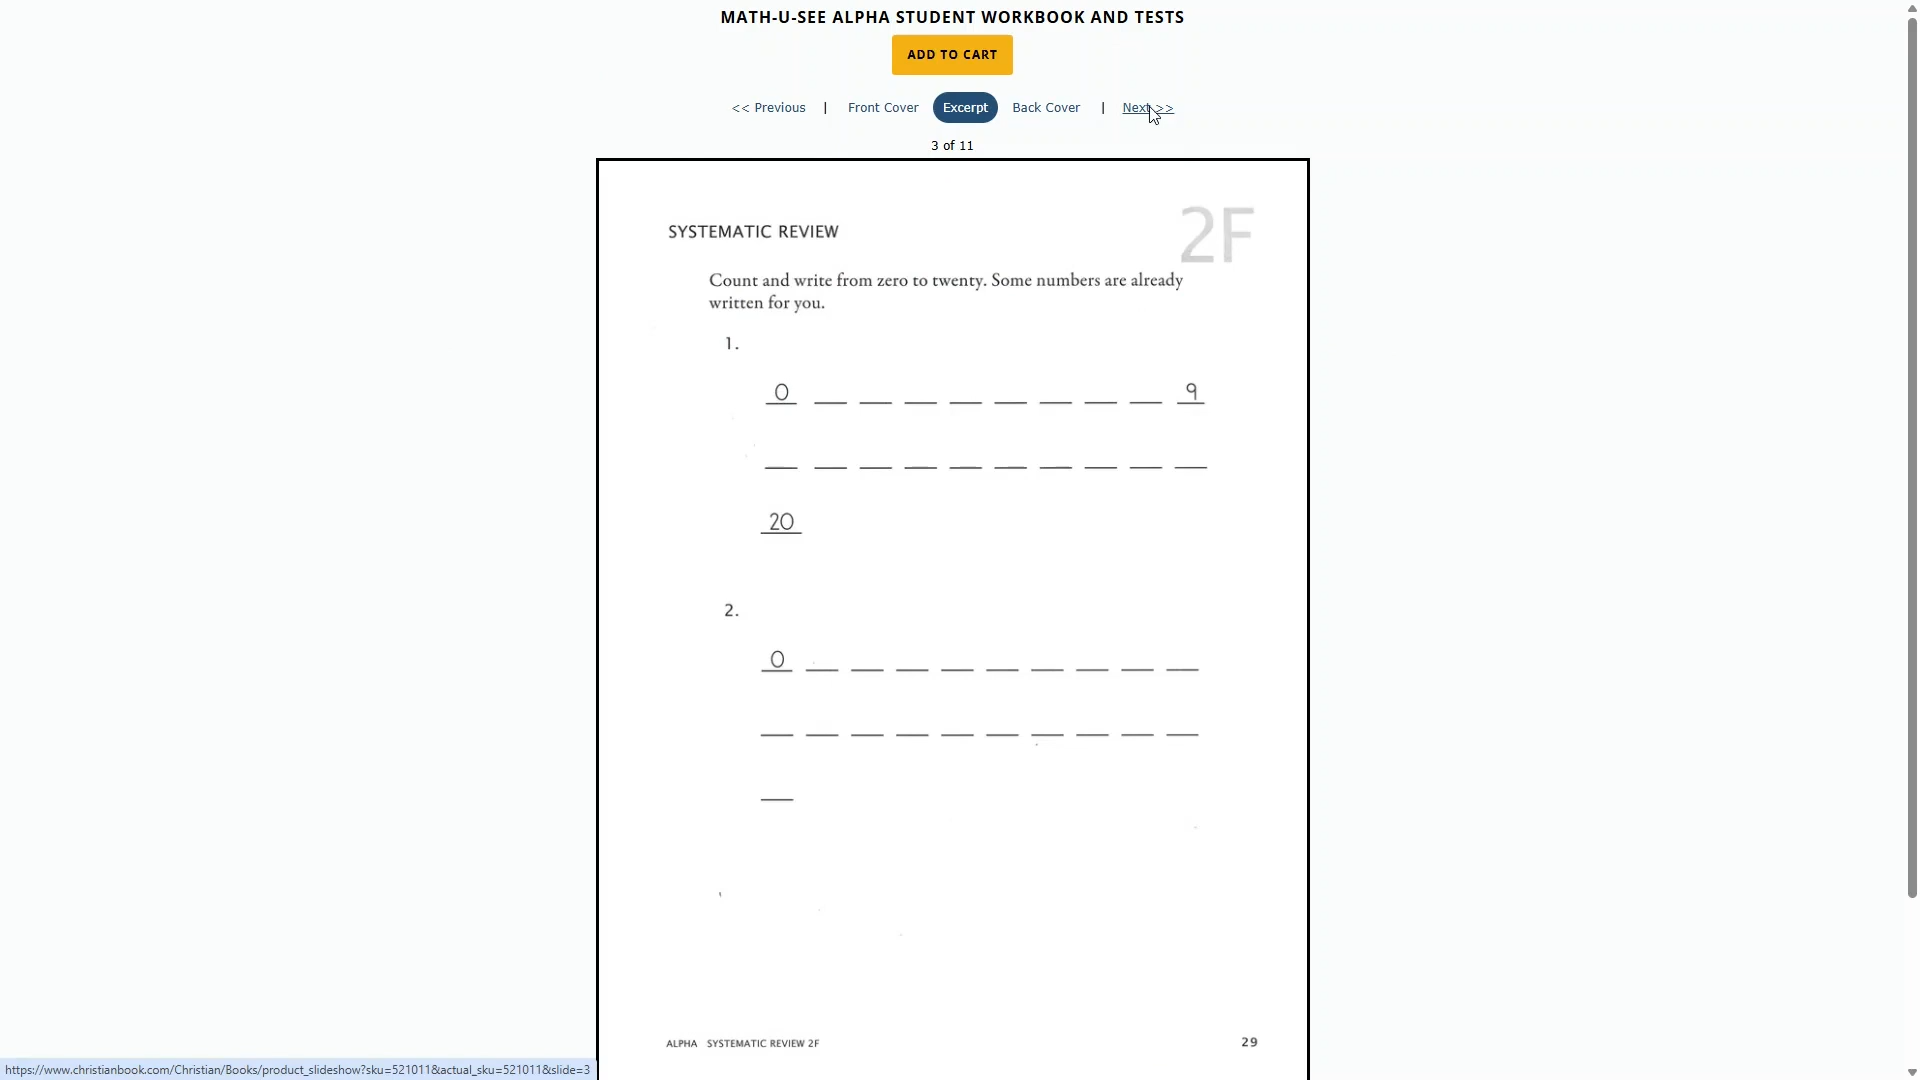 MATH-U-SEE ALPHA STUDENT WORKBOOK AND TESTS
ADD TO CART
<< Previous | Front Cover Excerpt Back Cover | Next >>
3 of 11
2F
SYSTEMATIC REVIEW
Count and write from zero to twenty. Some numbers are already
written for you.
1.
0 9
20
2.
0
ALPHA SYSTEMATIC REVIEW 2F 29
https://www.christianbook.com/Christian/Books/product_slideshow?sku=521011&actual_sku=521011&slide=3